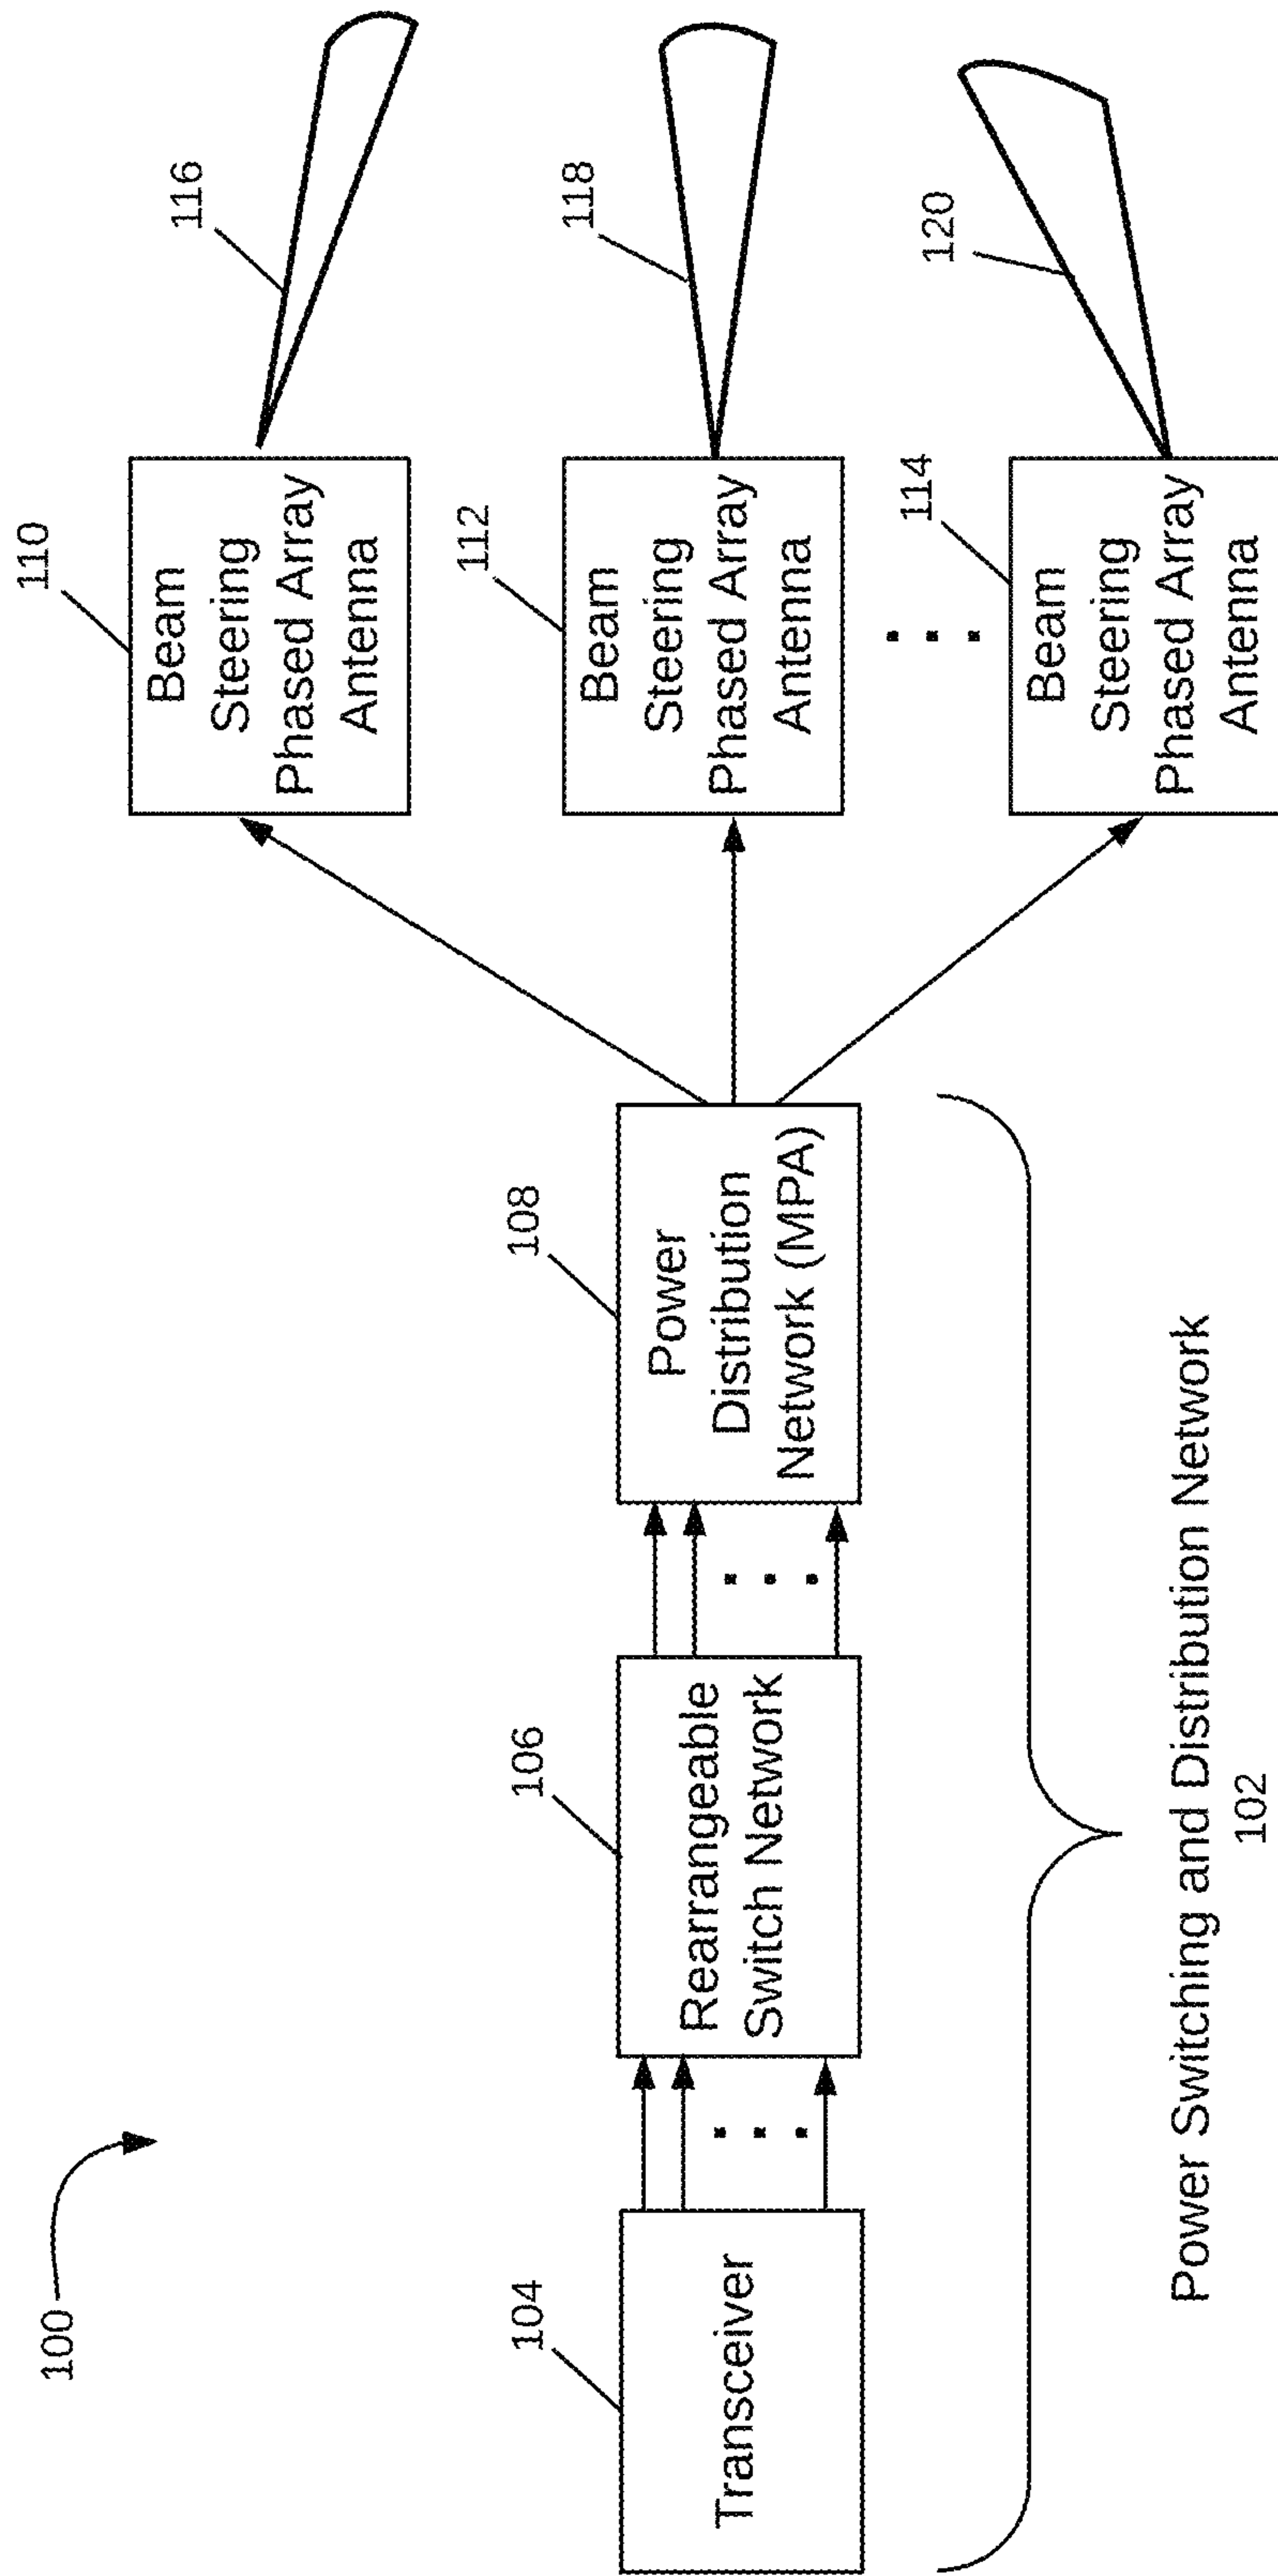 100
104
Transceiver
106
Rearrangeable
Switch Network
108
Power
Distribution
Network (MPA)
110
Beam
Steering
Phased Array
Antenna
116
112
Beam
Steering
Phased Array
Antenna
118
114
Beam
Steering
Phased Array
Antenna
120
Power Switching and Distribution Network
102